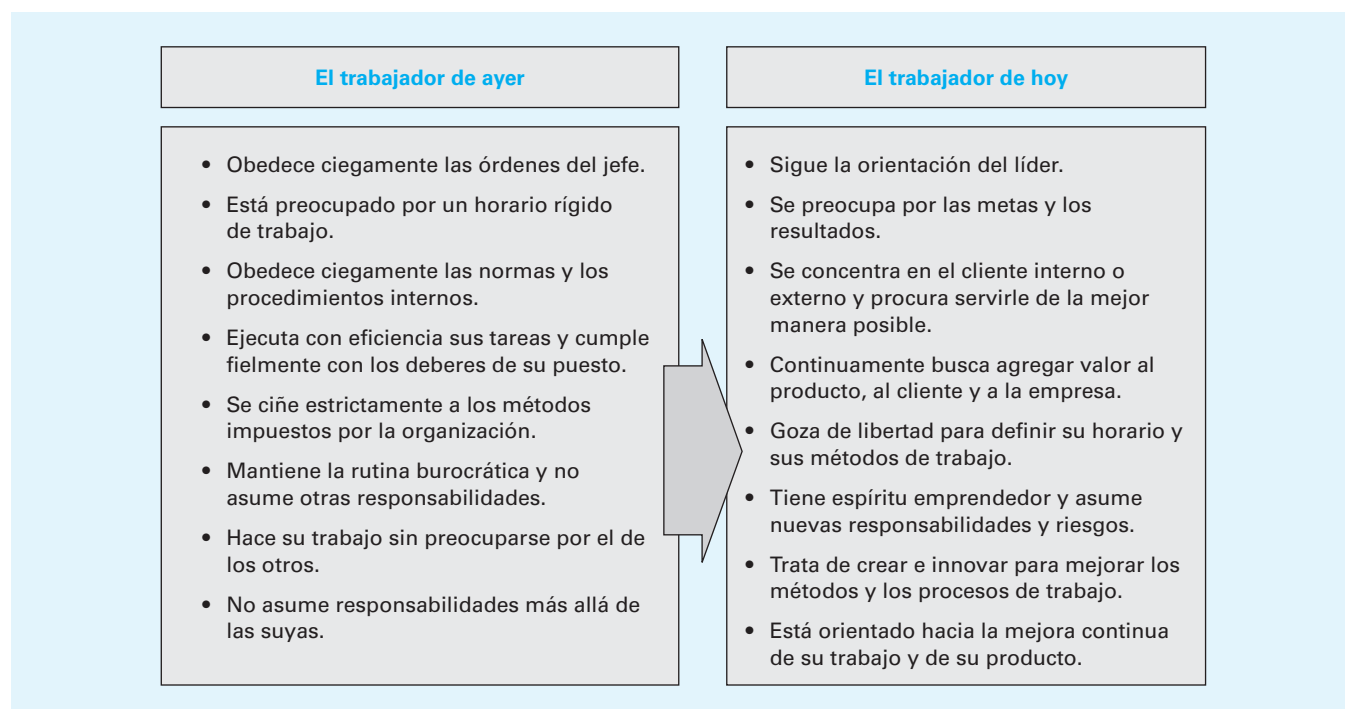 El trabajador de ayer
• Obedece ciegamente las órdenes del jefe.
• Está preocupado por un horario rígido
de trabajo.
• Obedece ciegamente las normas y los
procedimientos internos.
• Ejecuta con eficiencia sus tareas y cumple
fielmente con los deberes de su puesto.
• Se ciñe estrictamente a los métodos
impuestos por la organización.
• Mantiene la rutina burocrática y no
asume otras responsabilidades.
• Hace su trabajo sin preocuparse por el de
los otros.
• No asume responsabilidades más allá de
las suyas.
El trabajador de hoy
• Sigue la orientación del líder.
• Se preocupa por las metas y los
resultados.
• Se concentra en el cliente interno o
externo y procura servirle de la mejor
manera posible.
• Continuamente busca agregar valor al
producto, al cliente y a la empresa.
• Goza de libertad para definir su horario y
sus métodos de trabajo.
• Tiene espíritu emprendedor y asume
nuevas responsabilidades y riesgos.
• Trata de crear e innovar para mejorar los
métodos y los procesos de trabajo.
• Está orientado hacia la mejora continua
de su trabajo y de su producto.